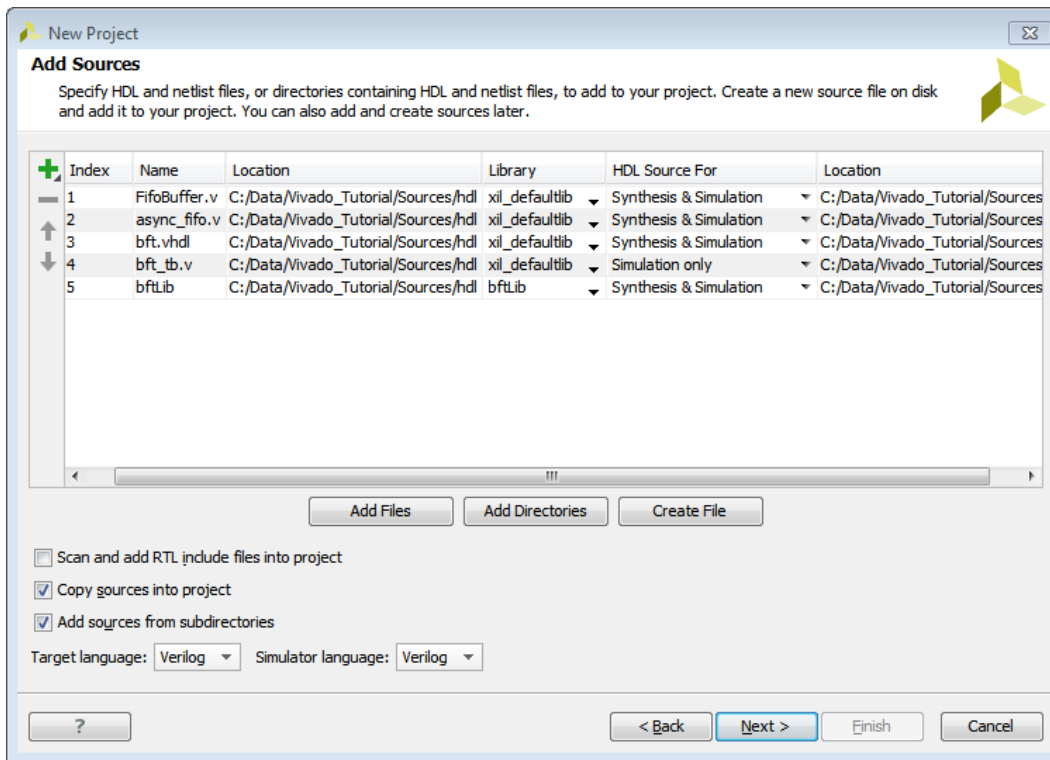 New Project
Add Sources
Specify HDL and netlist files, or directories containing HDL and netlist files, to add to your project. Create a new source file on disk
and add it to your project. You can also add and create sources later.
Index Name Location Library HDL Source For Location
1 FifoBuffer.v C:/Data/Vivado_Tutorial/Sources/hdl xil_defaultlib Synthesis & Simulation C:/Data/Vivado_Tutorial/Sources
2 async_fifo.v C:/Data/Vivado_Tutorial/Sources/hdl xil_defaultlib Synthesis & Simulation C:/Data/Vivado_Tutorial/Sources
3 bft.vhdl C:/Data/Vivado_Tutorial/Sources/hdl xil_defaultlib Synthesis & Simulation C:/Data/Vivado_Tutorial/Sources
4 bft_tb.v C:/Data/Vivado_Tutorial/Sources/hdl xil_defaultlib Simulation only C:/Data/Vivado_Tutorial/Sources
5 bftLib C:/Data/Vivado_Tutorial/Sources/hdl bftLib Synthesis & Simulation C:/Data/Vivado_Tutorial/Sources
Add Files Add Directories Create File
Scan and add RTL include files into project
Copy sources into project
Add sources from subdirectories
Target language: Verilog Simulator language: Verilog
? < Back Next > Finish Cancel